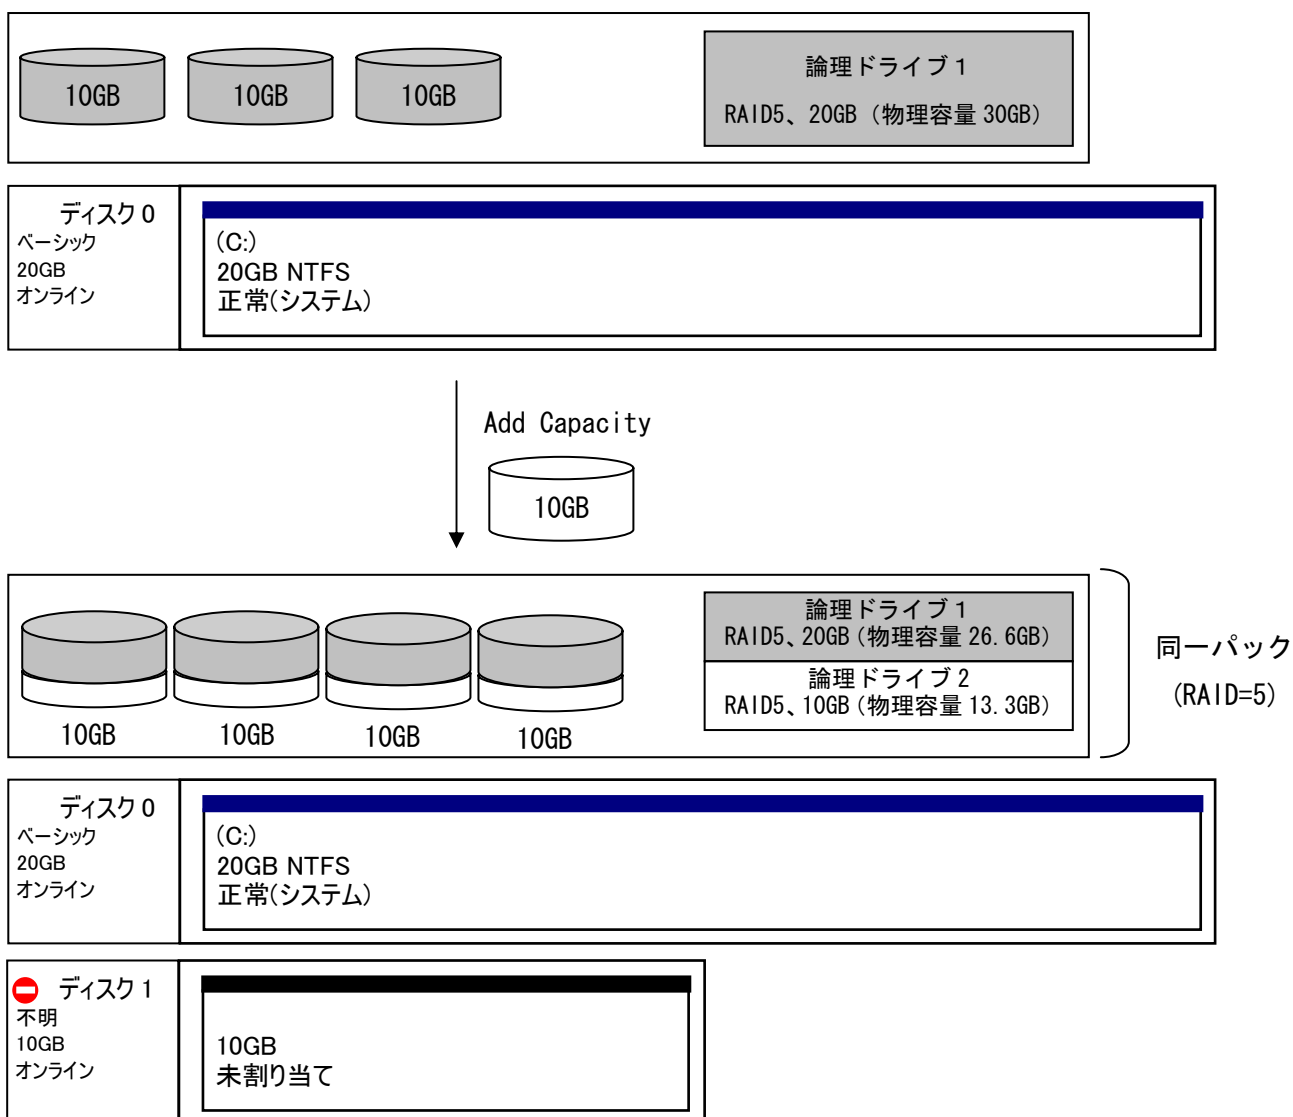 10GB
10GB
10GB
論理ドライブ 1
RAID5、20GB（物理容量 30GB）
ディスク 0
ベーシック
20GB
オンライン
(C:)
20GB NTFS
正常(システム)
Add Capacity
10GB
論理ドライブ 1
RAID5、20GB（物理容量 26.6GB）
論理ドライブ 2
RAID5、10GB（物理容量 13.3GB）
10GB
10GB
10GB
10GB
同一パック
(RAID=5)
ディスク 0
ベーシック
20GB
オンライン
(C:)
20GB NTFS
正常(システム)
ディスク 1
不明
10GB
オンライン
10GB
未割り当て